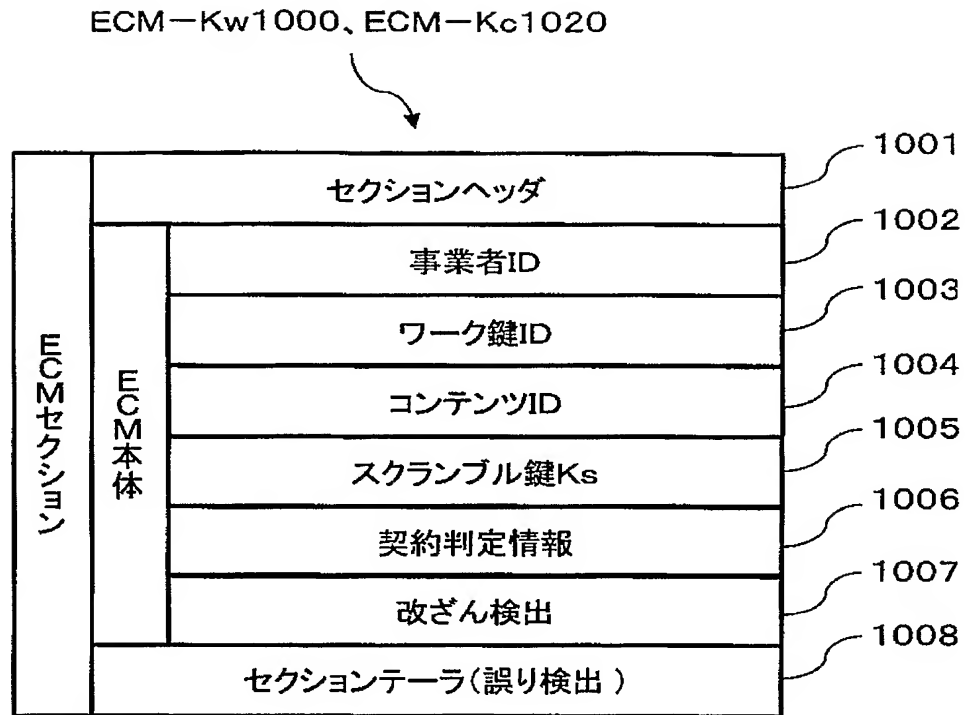 ECM－Kw1000、ECM－Kc1020
ECMセクション
セクションヘッダ
1001
ECM本体
事業者ID
1002
ワーク鍵ID
1003
コンテンツID
1004
スクランブル鍵Ks
1005
契約判定情報
1006
改ざん検出
1007
セクションテーラ（誤り検出）
1008